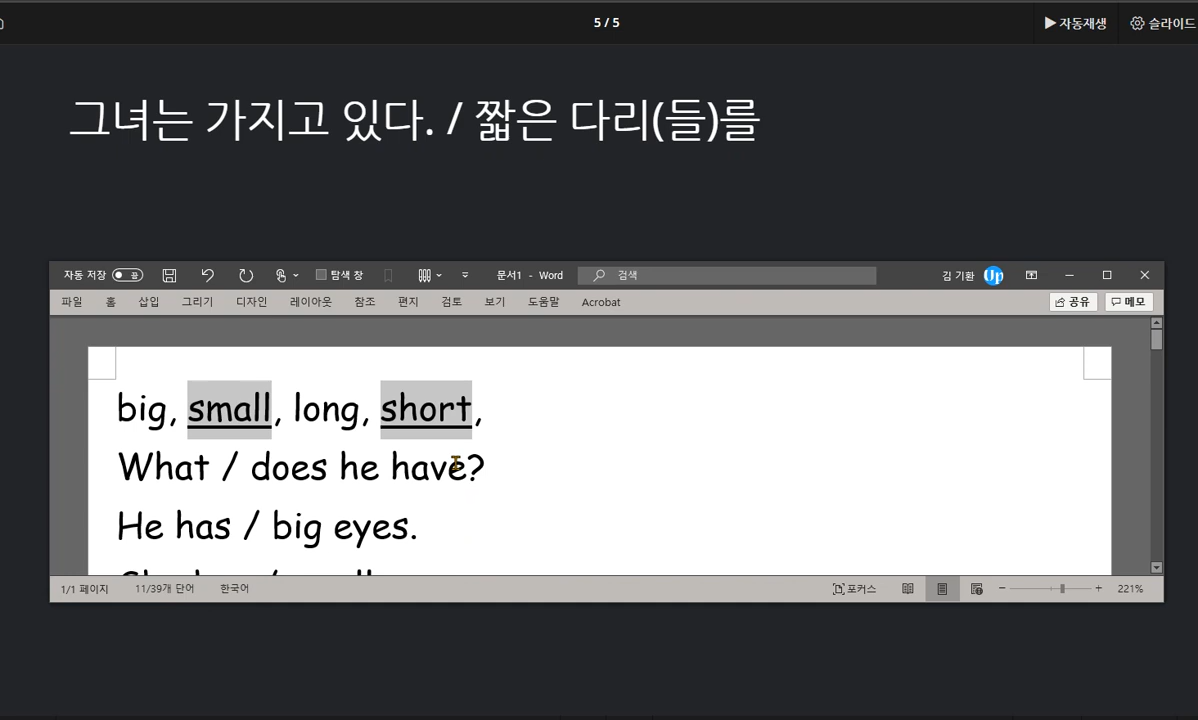 5 / 5
▶ 자동재생
슬라이드
그녀는 가지고 있다. / 짧은 다리(들)를
자동 저장 끔
탐색 창
문서1 - Word
검색
김 기환
Up
파일 홈 삽입 그리기 디자인 레이아웃 참조 편지 검토 보기 도움말 Acrobat
공유 메모
big, small, long, short,
What / does he have?
He has / big eyes.
1/1 페이지 11/39개 단어 한국어
포커스
221%